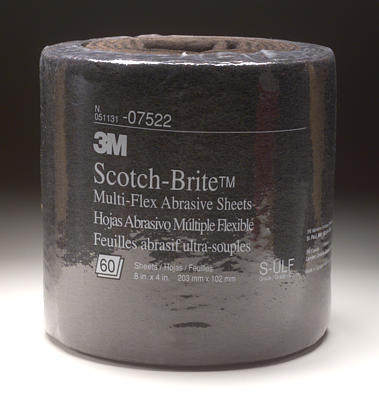 N.
051131 -07522
3M
Scotch-Brite™
Multi-Flex Abrasive Sheets
Hojas Abrasivo Múltiple Flexible
Feuilles abrasif ultra-souples
60
Sheets / Hojas / Feuilles
8 in. x 4 in. 203 mm x 102 mm
S-ULF